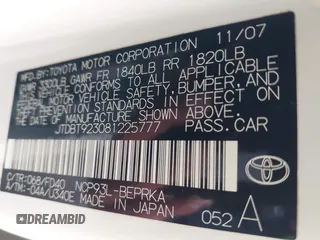 MFD.BY:TOYOTA MOTOR CORPORATION 11/07
GVWR 3320LB GAWR FR 1840LB RR 1820LB
THIS VEHICLE CONFORMS TO ALL APPLICABLE
FEDERAL MOTOR VEHICLE SAFETY, BUMPER, AND
THEFT PREVENTION STANDARDS IN EFFECT ON THE
DATE OF MANUFACTURE SHOWN ABOVE.
JTDBT923081225777 PASS.CAR
C/TR:068/FD40 NCP93L-BEPRKA
A/TM:-04A/U340E MADE IN JAPAN
TOYOTA
052 A
DREAMBID